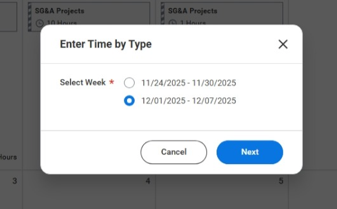 SG&A Projects
10 Hours
SG&A Projects
1 Hours
Enter Time by Type
Select Week *
11/24/2025 - 11/30/2025
12/01/2025 - 12/07/2025
Cancel
Next
Hours
3
4
5